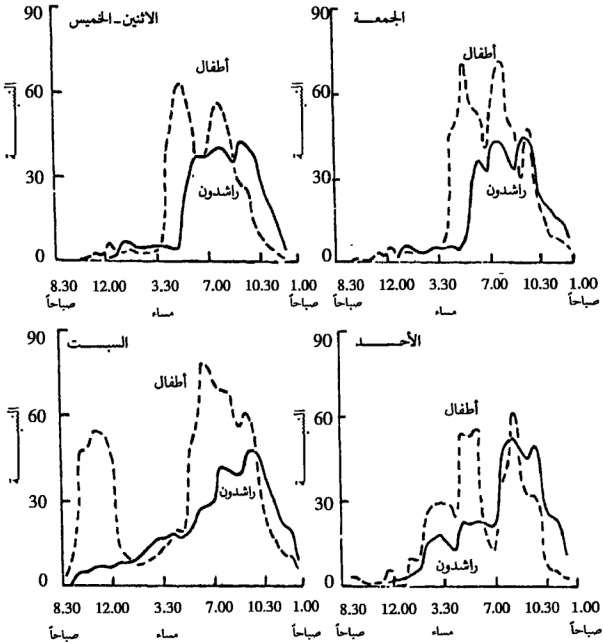 الاثنين-الخميس
90
60
30
0
النسبة
أطفال
راشدون
8.30 12.00 3.30 7.00 10.30 1.00
صباحاً مساء صباحاً
الجمعة
90
60
30
0
النسبة
أطفال
راشدون
8.30 12.00 3.30 7.00 10.30 1.00
صباحاً مساء صباحاً
السبت
90
60
30
0
النسبة
أطفال
راشدون
8.30 12.00 3.30 7.00 10.30 1.00
صباحاً مساء صباحاً
الأحد
90
60
30
0
النسبة
أطفال
راشدون
8.30 12.00 3.30 7.00 10.30 1.00
صباحاً مساء صباحاً